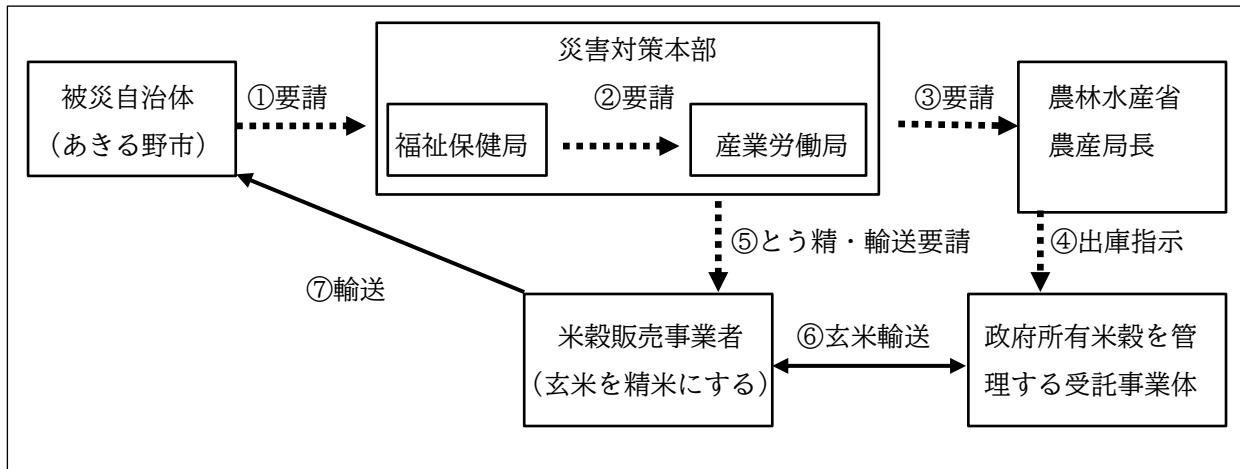 災害対策本部
被災自治体
（あきる野市）
①要請
福祉保健局
②要請
産業労働局
③要請
農林水産省
農産局長
⑤とう精・輸送要請
④出庫指示
⑦輸送
米穀販売事業者
（玄米を精米にする）
⑥玄米輸送
政府所有米穀を管
理する受託事業体